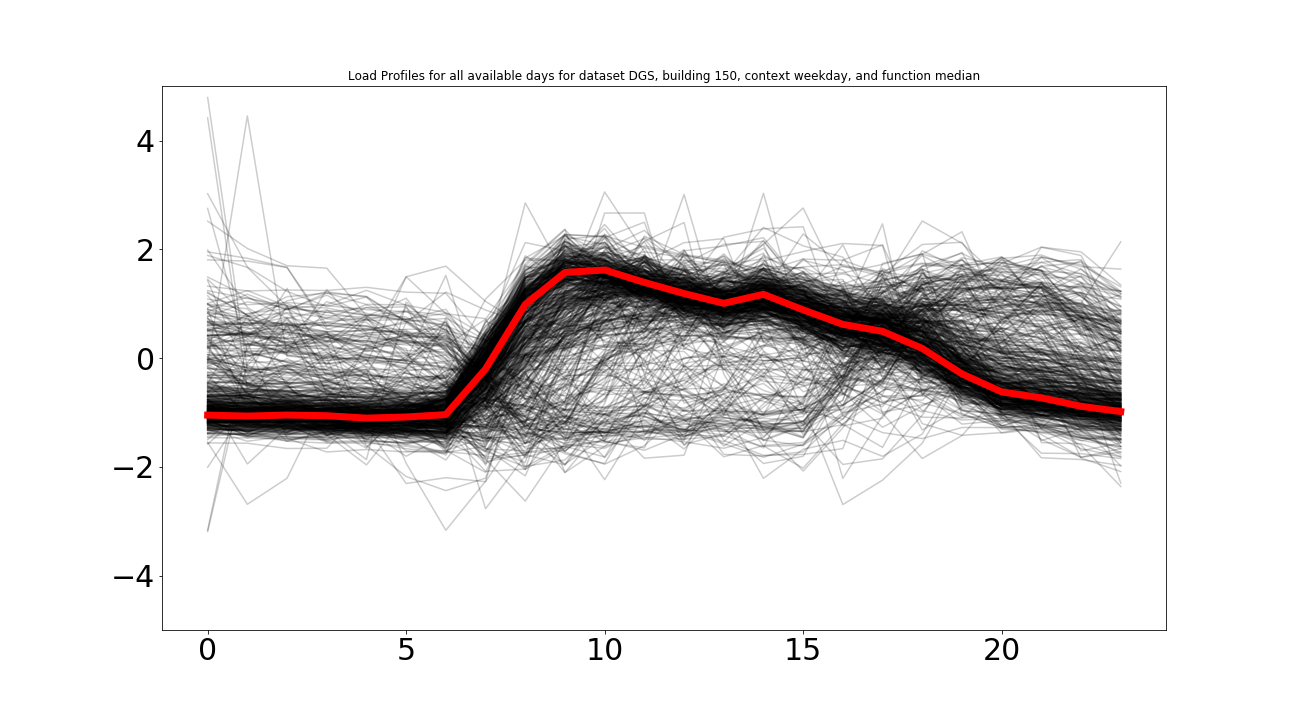 Load Profiles for all available days for dataset DGS, building 150, context weekday, and function median
4
2
0
−2
−4
0 5 10 15 20